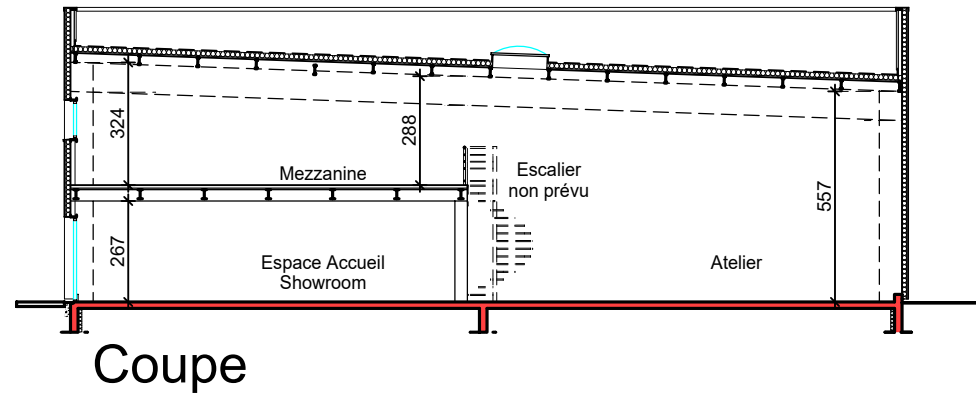 324
288
Mezzanine
Escalier
non prévu
557
267
Espace Accueil
Showroom
Atelier
Coupe